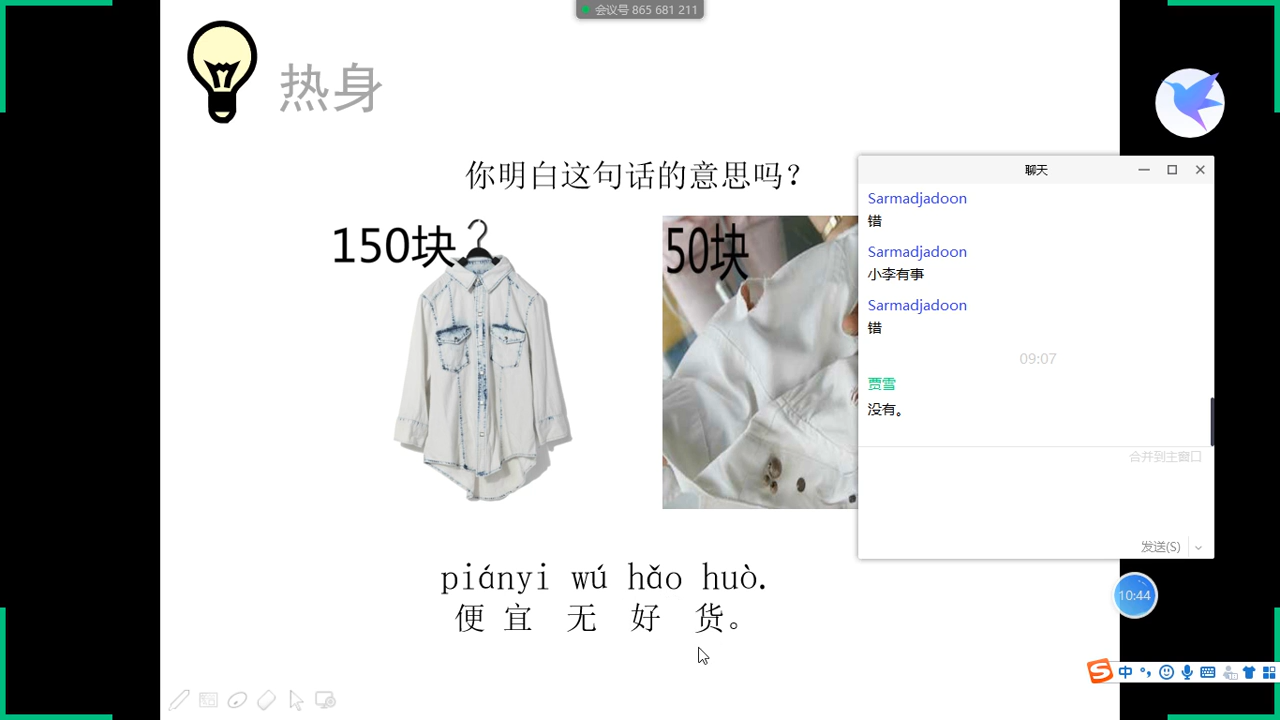 会议号 865 681 211
热身
你明白这句话的意思吗？
150块
50块
piányi wú hǎo huò.
便 宜 无 好 货。
聊天
Sarmadjadoon
错
Sarmadjadoon
小李有事
Sarmadjadoon
错
09:07
贾雪
没有。
合并到主窗口
发送(S)
10:44
中